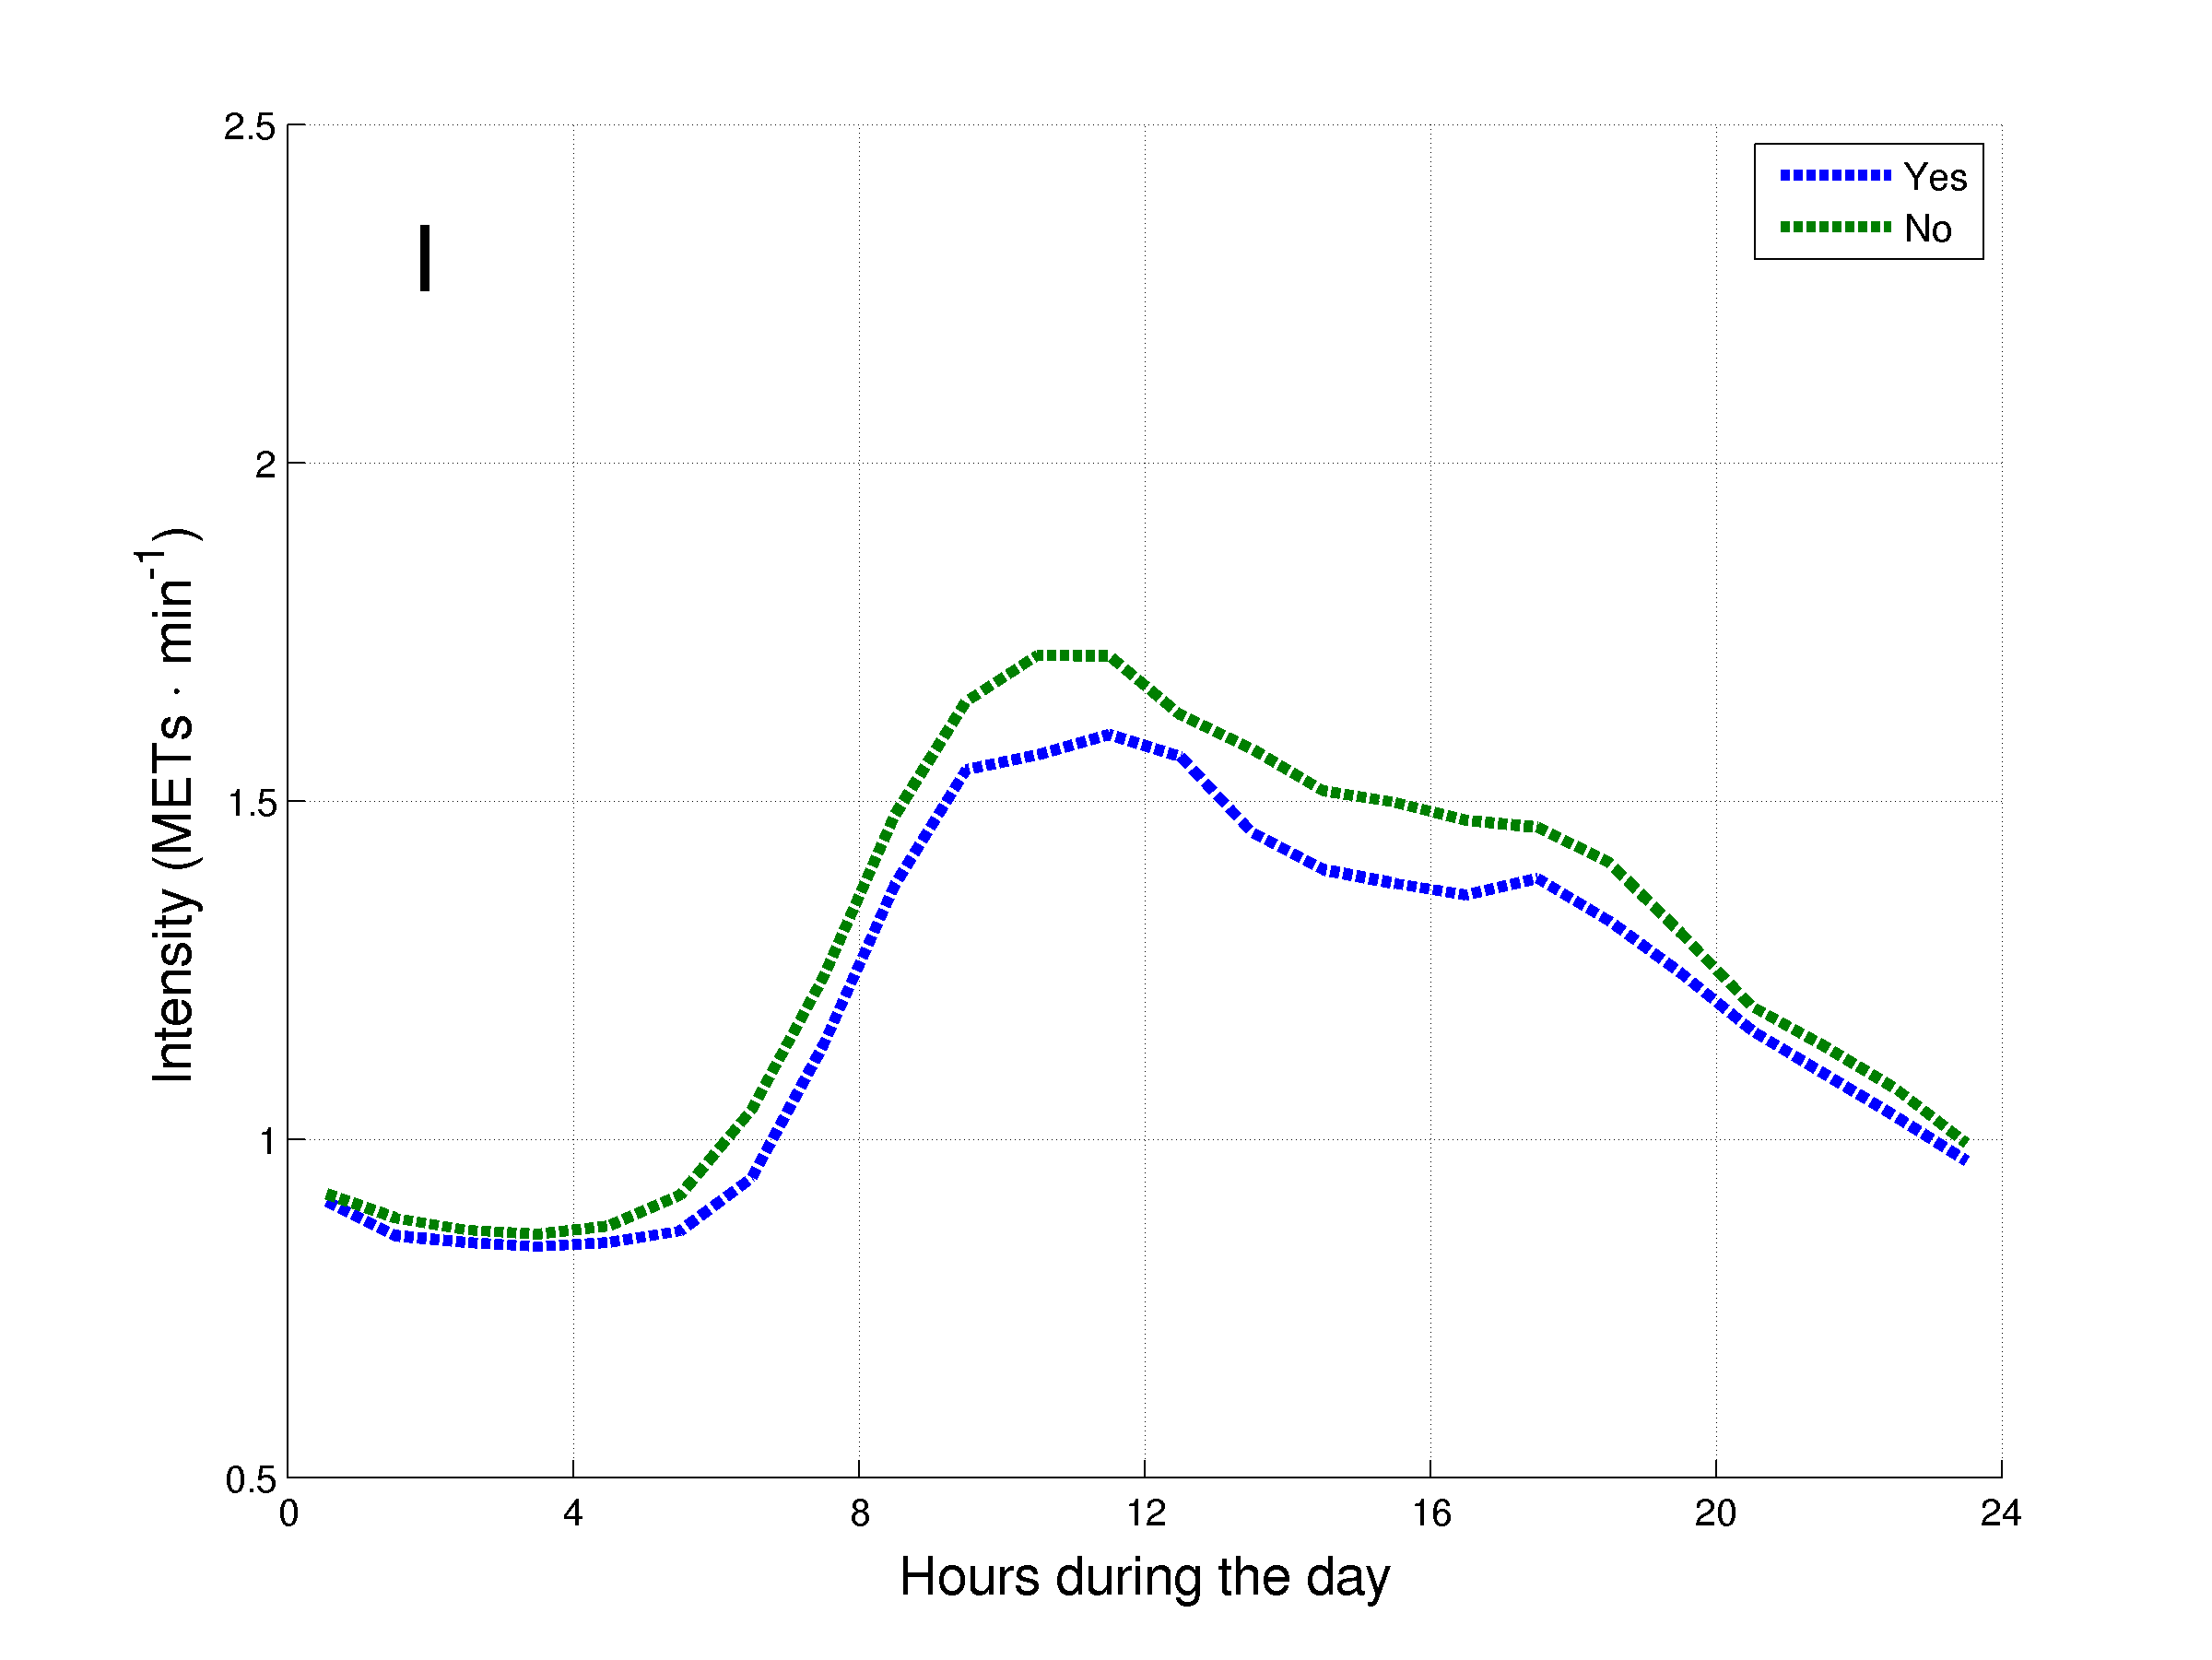 2.5
Yes
No
I
2
1.5
1
0.5
0 4 8 12 16 20 24
Hours during the day
Intensity (METs · min-1)